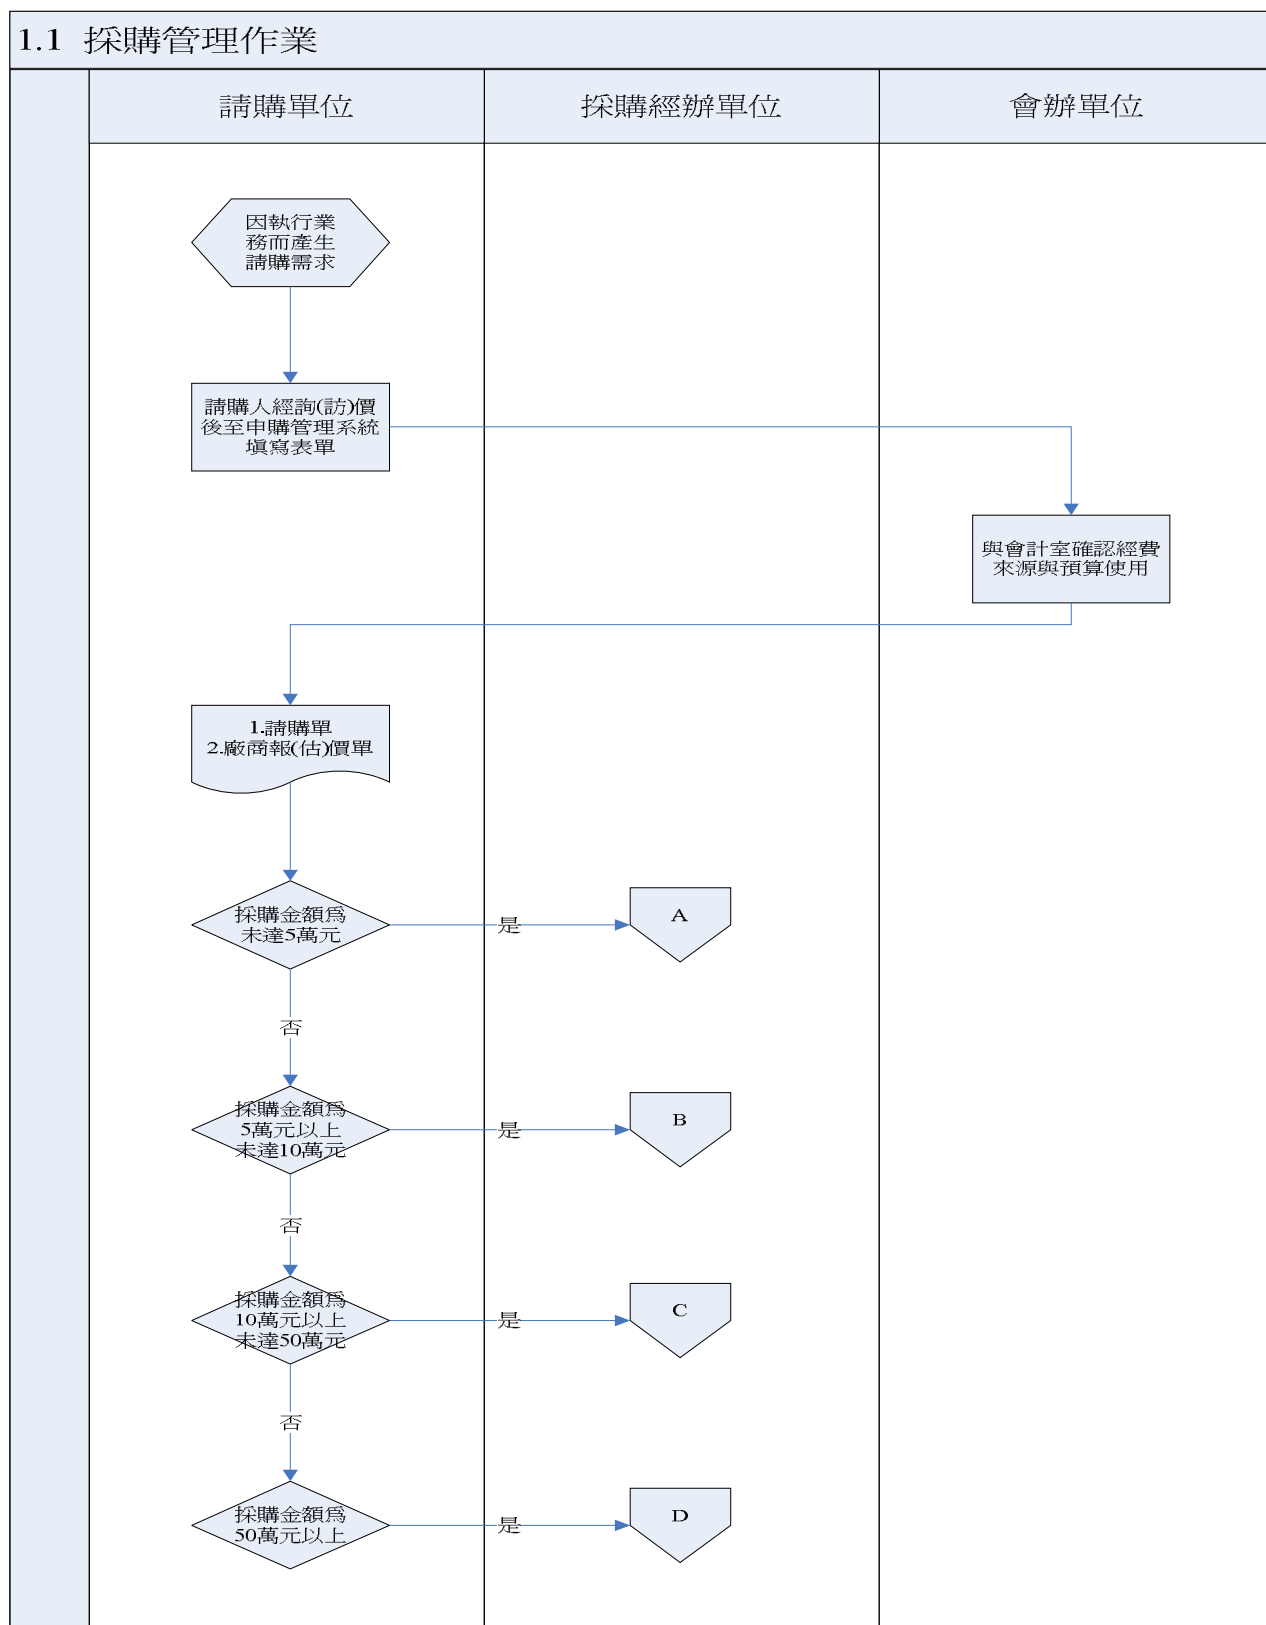 1.1 採購管理作業
請購單位
採購經辦單位
會辦單位
因執行業
務而產生
請購需求
請購人經詢(訪)價
後至申購管理系統
填寫表單
與會計室確認經費
來源與預算使用
1.請購單
2.廠商報(估)價單
採購金額為
未達5萬元
是
A
否
採購金額為
5萬元以上
未達10萬元
是
B
否
採購金額為
10萬元以上
未達50萬元
是
C
否
採購金額為
50萬元以上
是
D